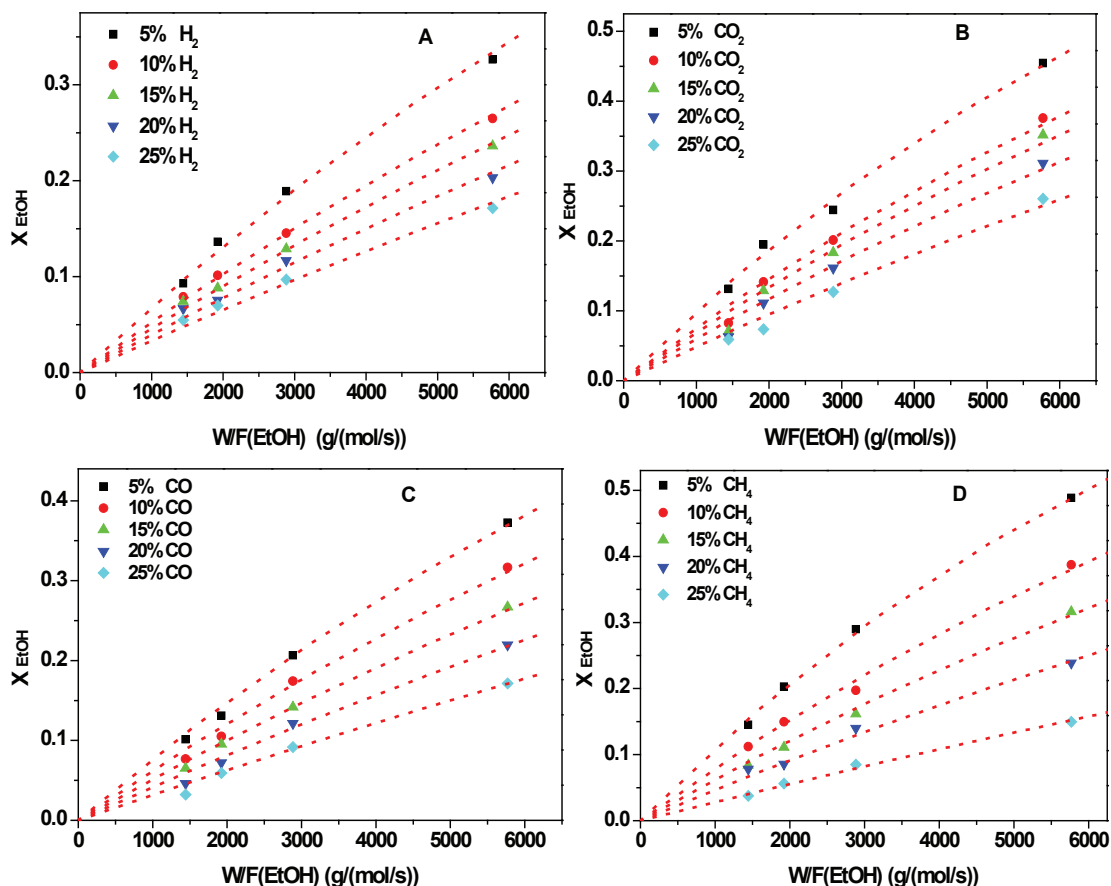 A
5% H₂
10% H₂
15% H₂
20% H₂
25% H₂
X EtOH
0.3
0.2
0.1
0.0
0 1000 2000 3000 4000 5000 6000
W/F(EtOH) (g/(mol/s))
B
5% CO₂
10% CO₂
15% CO₂
20% CO₂
25% CO₂
X EtOH
0.5
0.4
0.3
0.2
0.1
0.0
0 1000 2000 3000 4000 5000 6000
W/F(EtOH) (g/(mol/s))
C
5% CO
10% CO
15% CO
20% CO
25% CO
X EtOH
0.4
0.3
0.2
0.1
0.0
0 1000 2000 3000 4000 5000 6000
W/F(EtOH) (g/(mol/s))
D
5% CH₄
10% CH₄
15% CH₄
20% CH₄
25% CH₄
X EtOH
0.5
0.4
0.3
0.2
0.1
0.0
0 1000 2000 3000 4000 5000 6000
W/F(EtOH) (g/(mol/s))